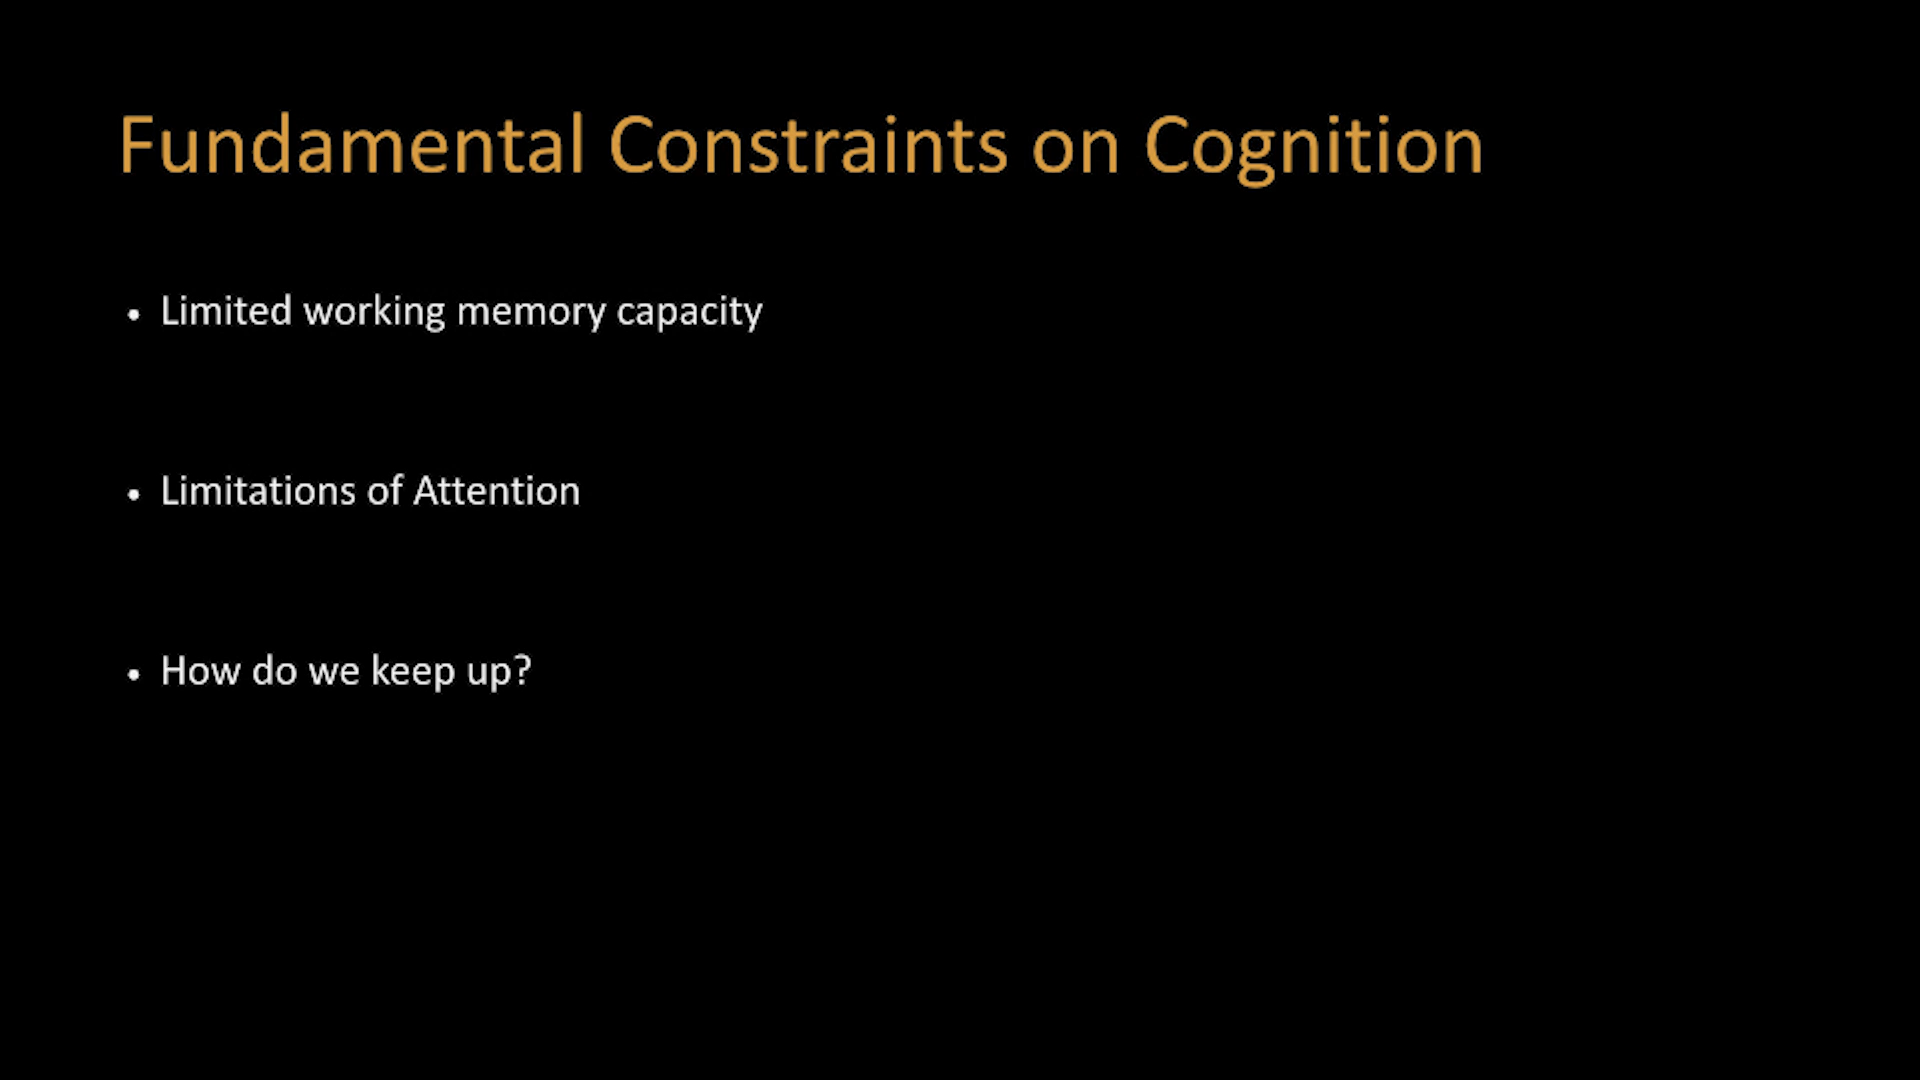 Fundamental Constraints on Cognition
• Limited working memory capacity
• Limitations of Attention
• How do we keep up?